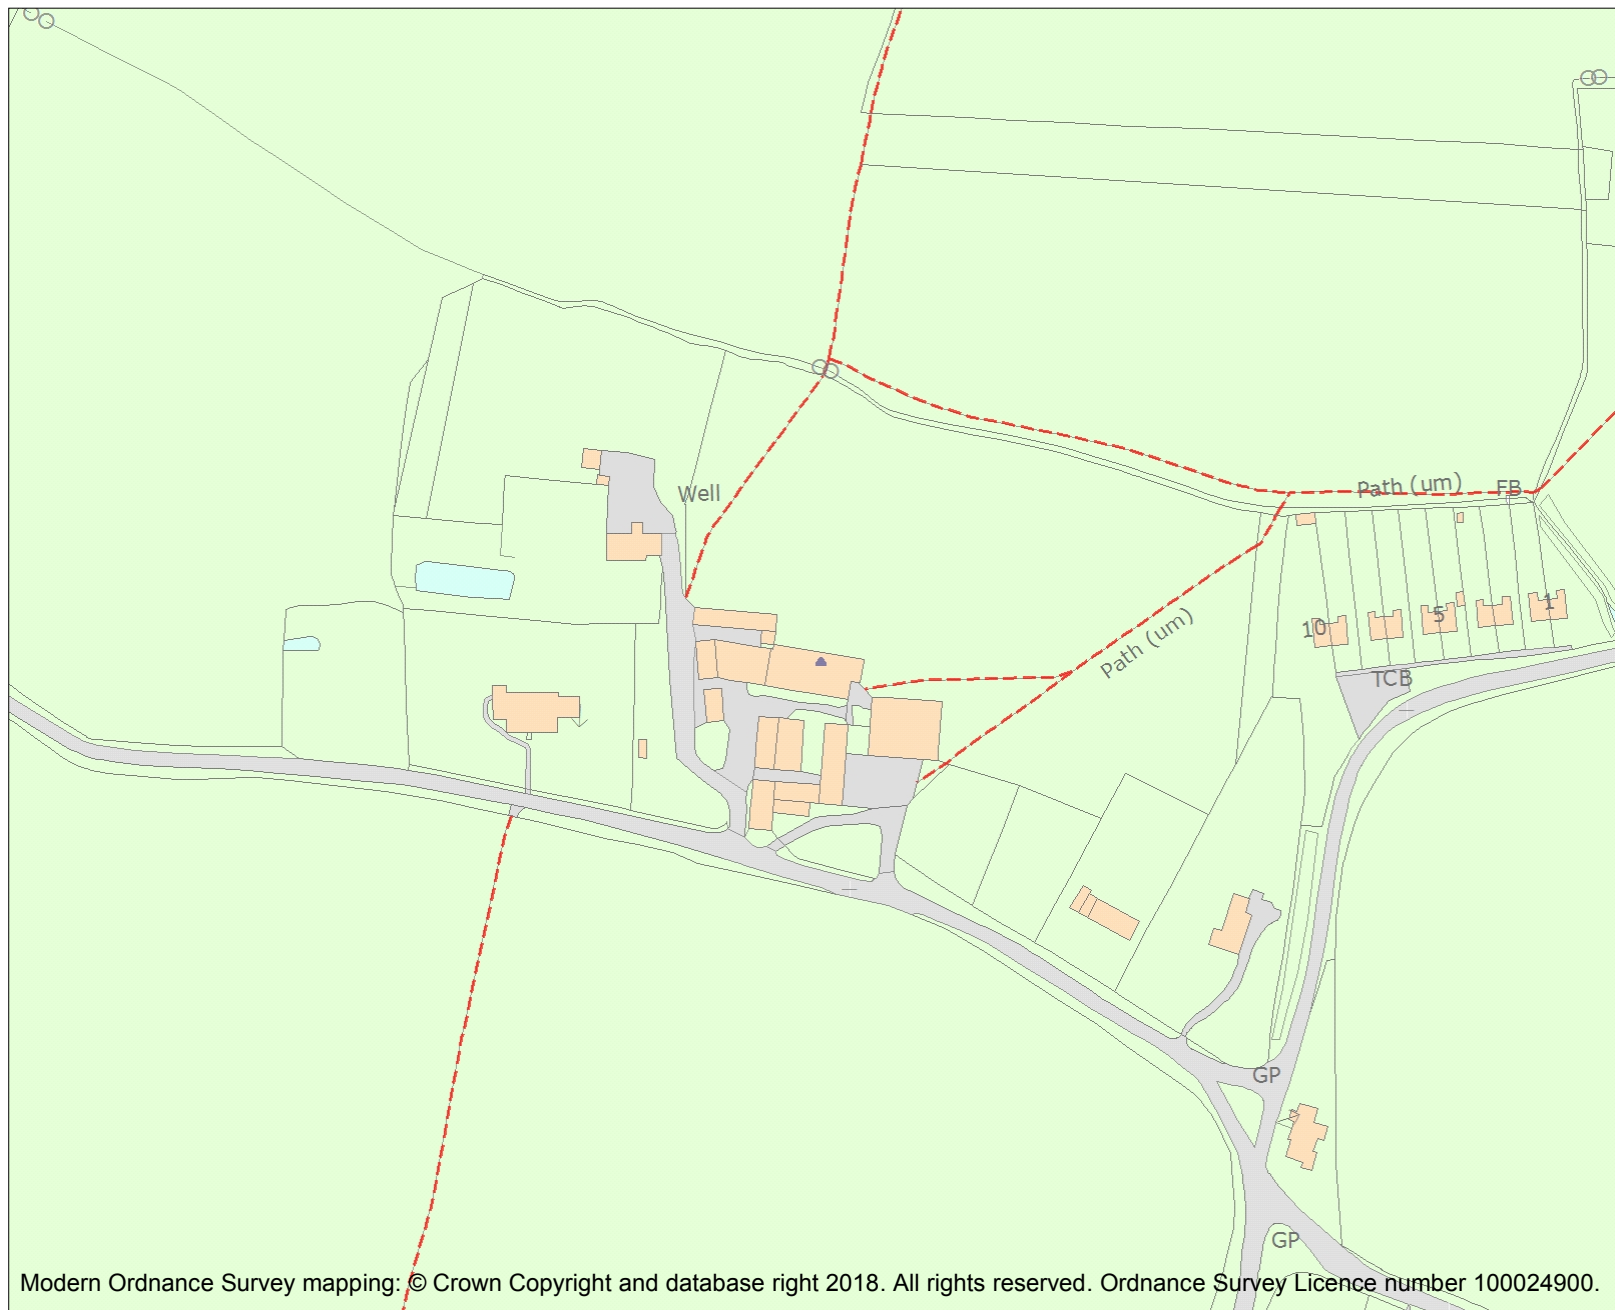 Path (um)
FB
Well
1
5
10
Path (um)
TCB
GP
GP
Modern Ordnance Survey mapping: © Crown Copyright and database right 2018. All rights reserved. Ordnance Survey Licence number 100024900.